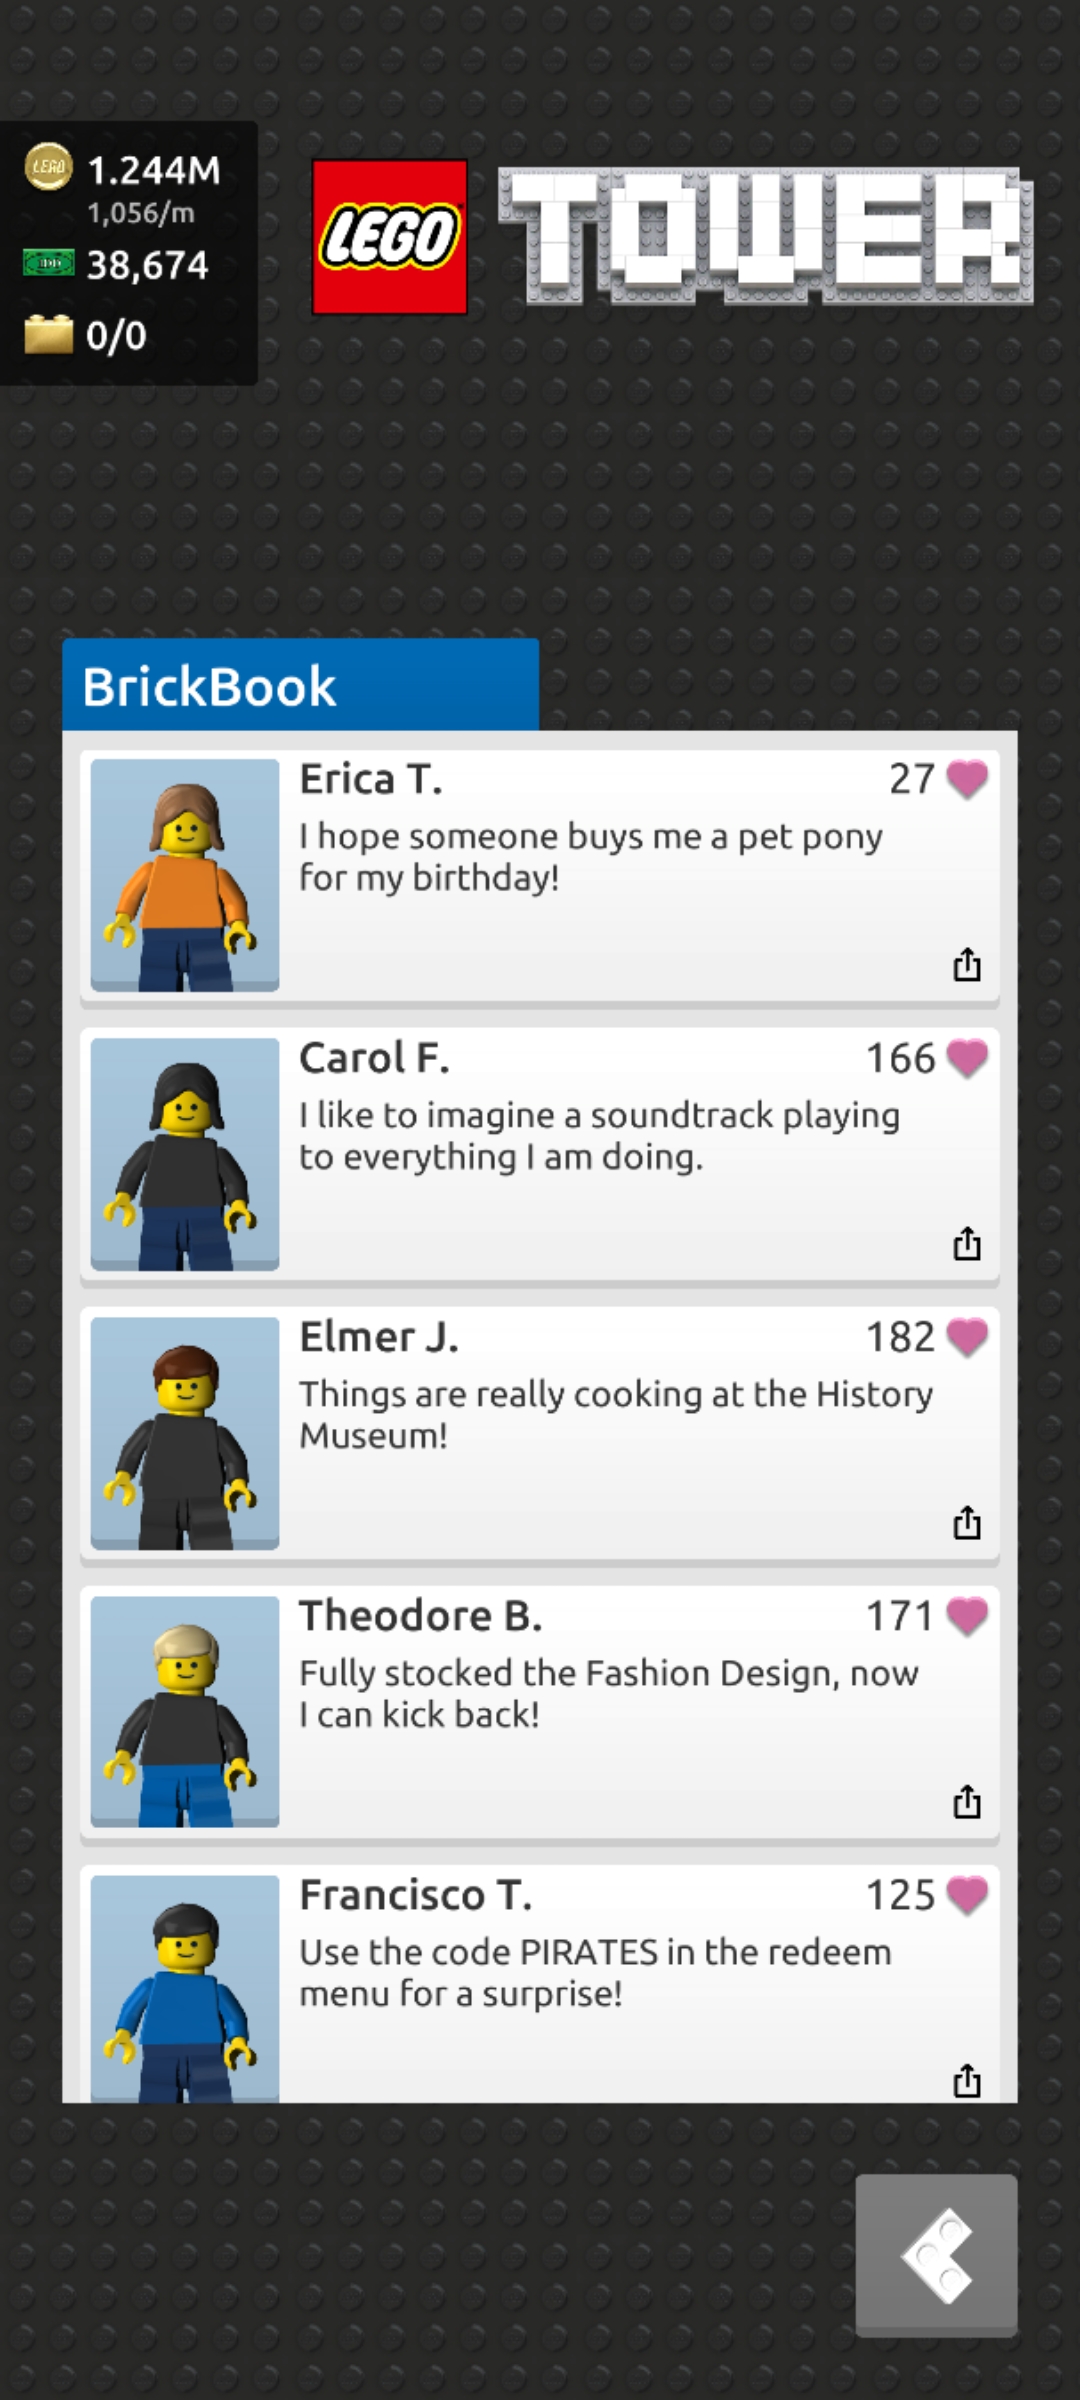 LEGO
1.244M
1,056/m
38,674
0/0
LEGO
TOWER
BrickBook
Erica T.
27
I hope someone buys me a pet pony
for my birthday!
Carol F.
166
I like to imagine a soundtrack playing
to everything I am doing.
Elmer J.
182
Things are really cooking at the History
Museum!
Theodore B.
171
Fully stocked the Fashion Design, now
I can kick back!
Francisco T.
125
Use the code PIRATES in the redeem
menu for a surprise!